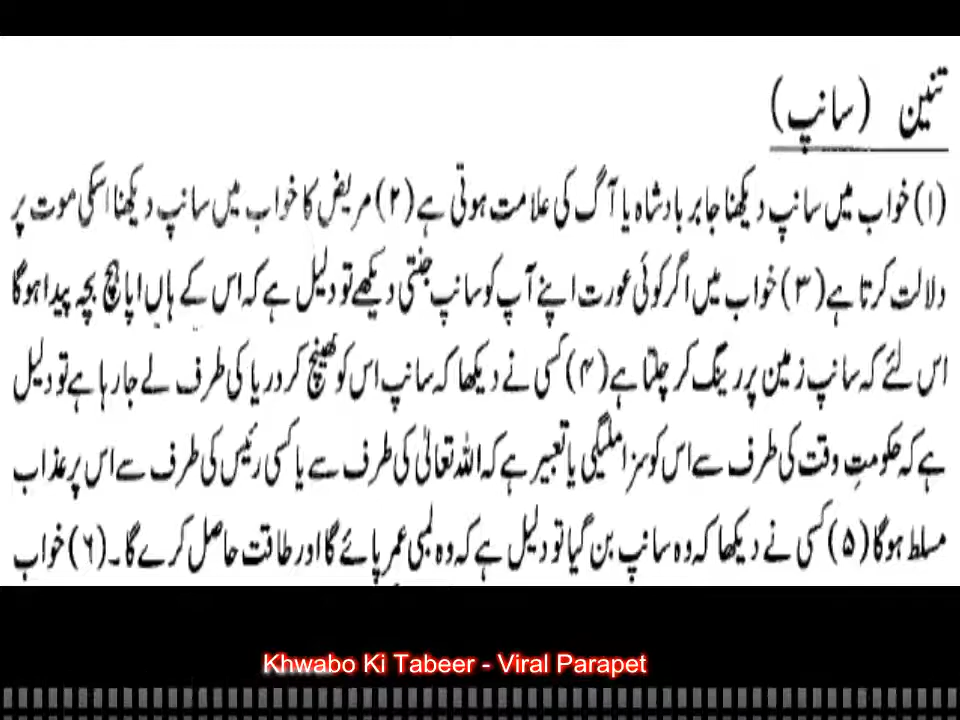 تنین (سانپ)
(۱) خواب میں سانپ دیکھنا جابر بادشاہ یا آگ کی علامت ہوتی ہے (۲) مریض کا خواب میں سانپ دیکھنا اسکی موت پر
دلالت کرتا ہے (۳) خواب میں اگر کوئی عورت اپنے آپ کو سانپ جنتی دیکھے تو دلیل ہے کہ اس کے ہاں اپاہج بچہ پیدا ہوگا
اس لئے کہ سانپ زمین پر رینگ کر چلتا ہے (۴) کسی نے دیکھا کہ سانپ اس کو کھینچ کر دریا کی طرف لے جا رہا ہے تو دلیل
ہے کہ حکومتِ وقت کی طرف سے اس کو سزا ملیگی یا تعبیر ہے کہ اللہ تعالیٰ کی طرف سے یا کسی رئیس کی طرف سے اس پر عذاب
مسلط ہوگا (۵) کسی نے دیکھا کہ وہ سانپ بن گیا تو دلیل ہے کہ وہ لمبی عمر پائے گا اور طاقت حاصل کرے گا۔ (۶) خواب
Khwabo Ki Tabeer - Viral Parapet